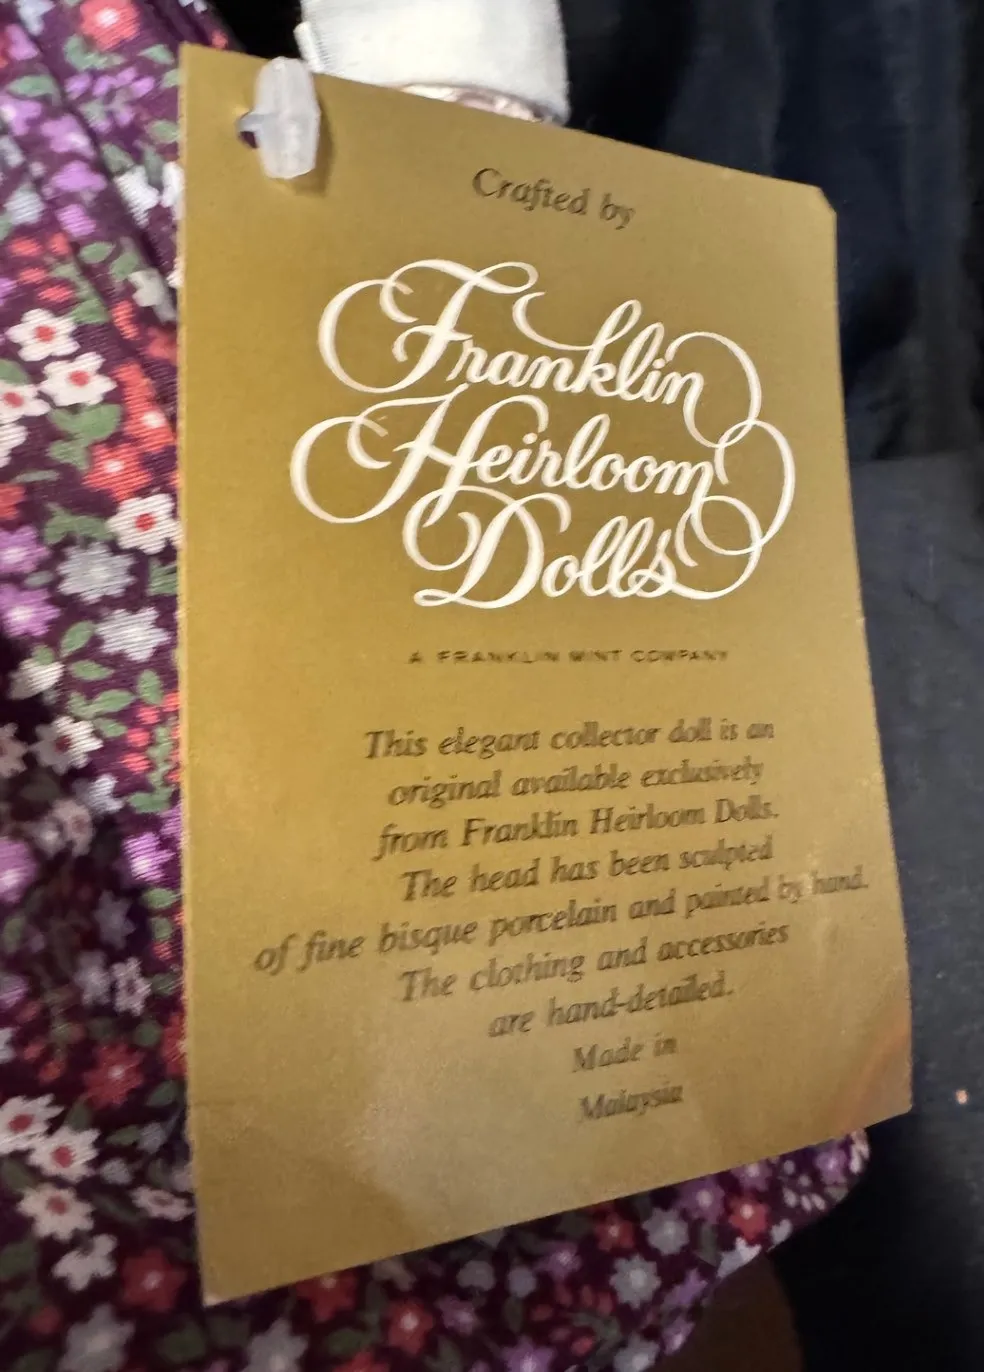 Crafted by
Franklin
Heirloom
Dolls
A FRANKLIN MINT COMPANY
This elegant collector doll is an
original available exclusively
from Franklin Heirloom Dolls.
The head has been sculpted
of fine bisque porcelain and painted by hand.
The clothing and accessories
are hand-detailed.
Made in
Malaysia